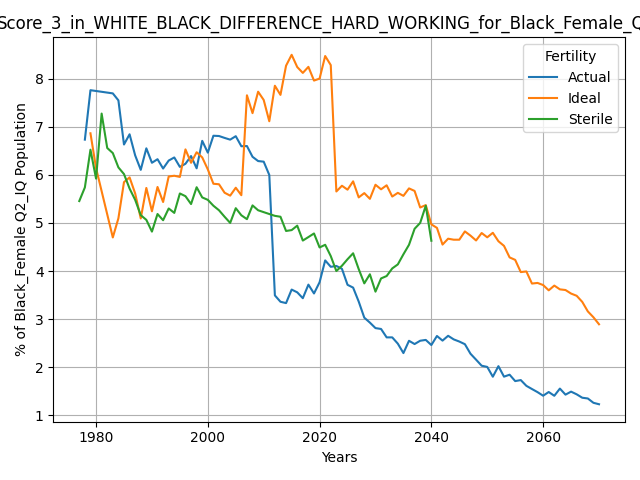 Score_3_in_WHITE_BLACK_DIFFERENCE_HARD_WORKING_for_Black_Female_Q
Fertility
Actual
Ideal
Sterile
% of Black_Female Q2_IQ Population
8
7
6
5
4
3
2
1
1980 2000 2020 2040 2060
Years